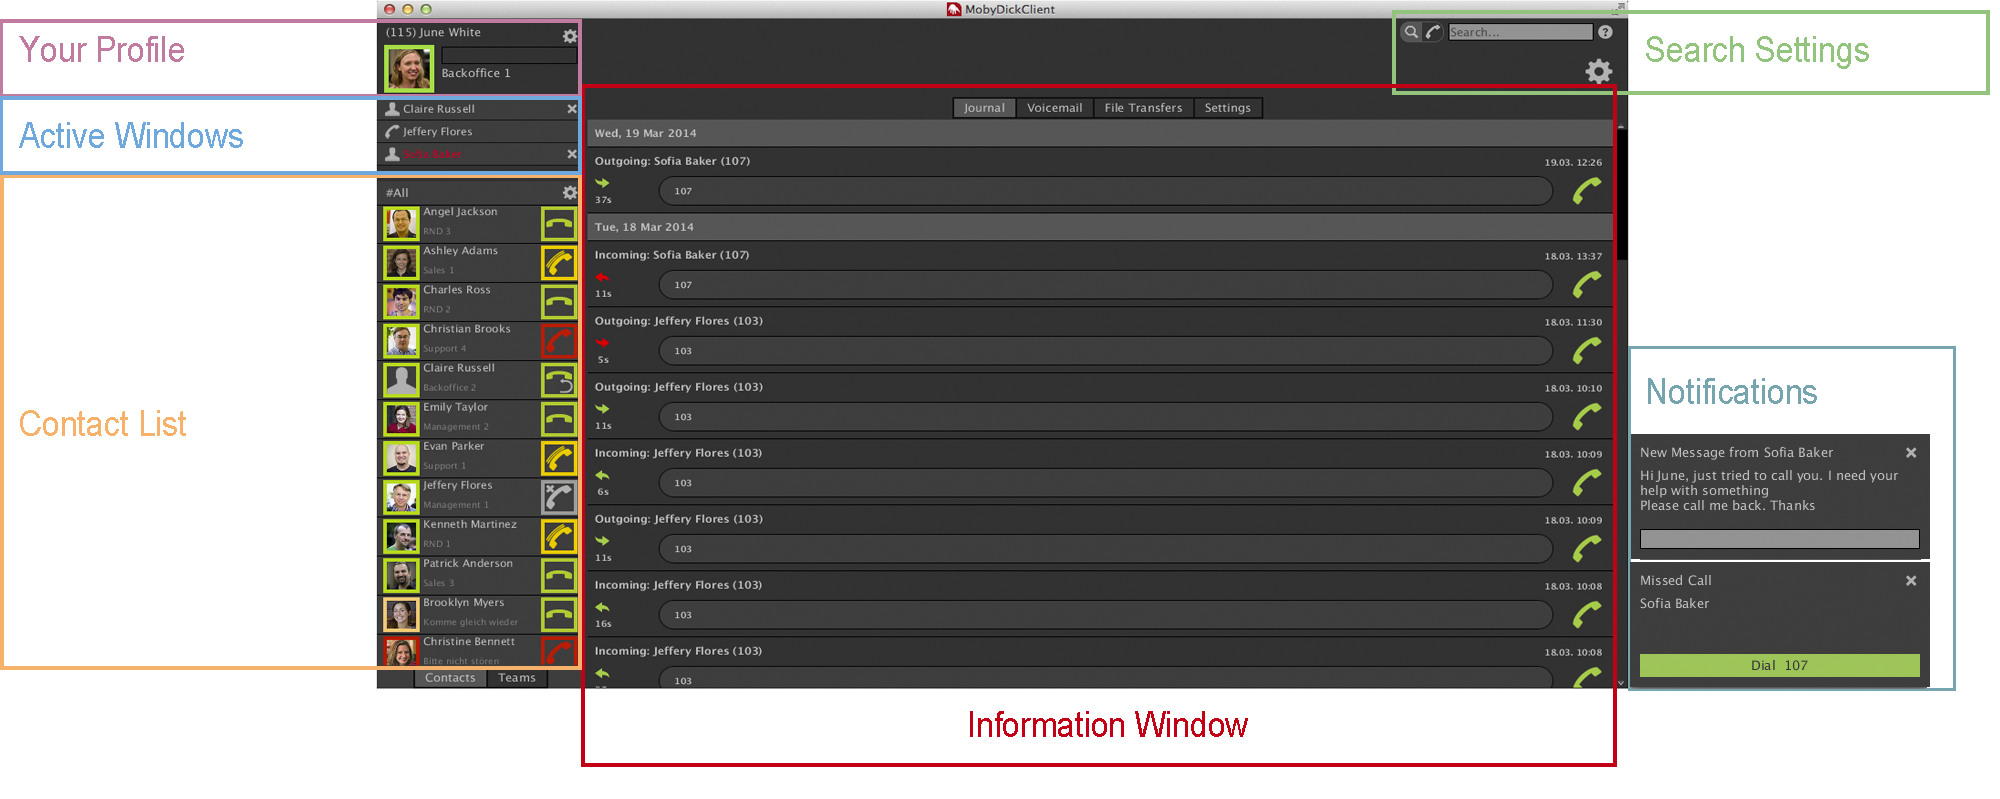 MobyDickClient
Your Profile
(115) June White
Backoffice 1
Search...
?
Search Settings
Active Windows
Claire Russell
Jeffery Flores
Sofia Baker
Contact List
#All
Angel Jackson
RND 3
Ashley Adams
Sales 1
Charles Ross
RND 2
Christian Brooks
Support 4
Claire Russell
Backoffice 2
Emily Taylor
Management 2
Evan Parker
Support 1
Jeffery Flores
Management 1
Kenneth Martinez
RND 1
Patrick Anderson
Sales 3
Brooklyn Myers
Komme gleich wieder
Christine Bennett
Bitte nicht stören
Contacts Teams
Journal Voicemail File Transfers Settings
Wed, 19 Mar 2014
Outgoing: Sofia Baker (107) 19.03. 12:26
37s 107
Tue, 18 Mar 2014
Incoming: Sofia Baker (107) 18.03. 13:37
11s 107
Outgoing: Jeffery Flores (103) 18.03. 11:30
5s 103
Outgoing: Jeffery Flores (103) 18.03. 10:10
11s 103
Incoming: Jeffery Flores (103) 18.03. 10:09
6s 103
Outgoing: Jeffery Flores (103) 18.03. 10:09
11s 103
Incoming: Jeffery Flores (103) 18.03. 10:08
16s 103
Incoming: Jeffery Flores (103) 18.03. 10:08
103
Information Window
Notifications
New Message from Sofia Baker
Hi June, just tried to call you. I need your
help with something
Please call me back. Thanks
Missed Call
Sofia Baker
Dial 107